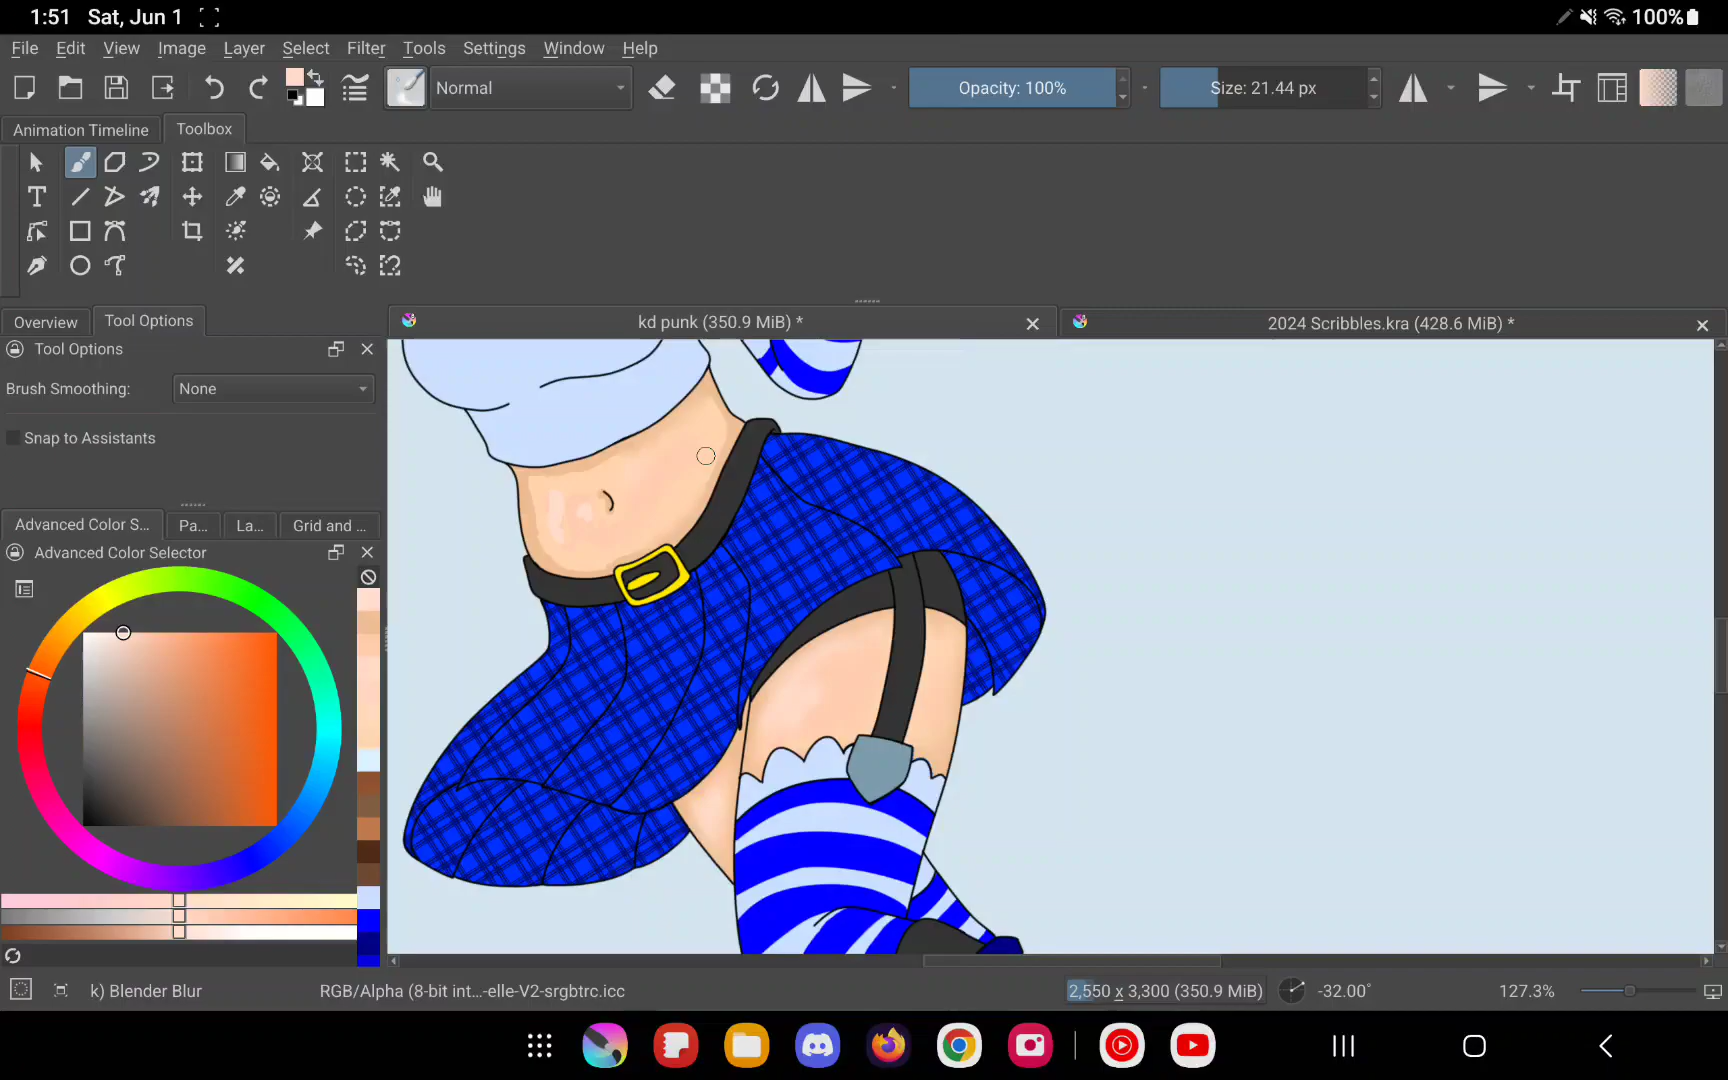 1:51 Sat, Jun 1 100%
File Edit View Image Layer Select Filter Tools Settings Window Help
Normal Opacity: 100% Size: 21.44 px
Animation Timeline Toolbox
Overview Tool Options kd punk (350.9 MiB) * 2024 Scribbles.kra (428.6 MiB) *
Tool Options
Brush Smoothing: None
Snap to Assistants
Advanced Color S... Pa... La... Grid and ...
Advanced Color Selector
k) Blender Blur RGB/Alpha (8-bit int...-elle-V2-srgbtrc.icc 2,550 x 3,300 (350.9 MiB) -32.00° 127.3%